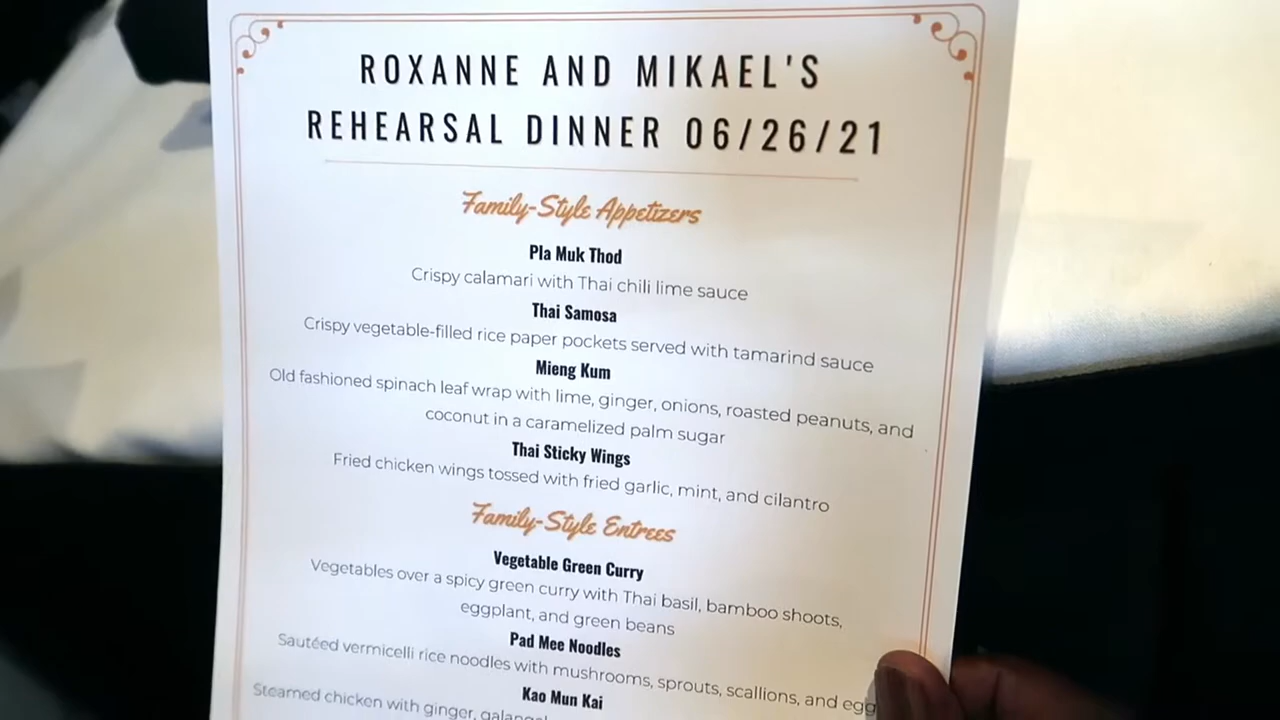 ROXANNE AND MIKAEL'S
REHEARSAL DINNER 06/26/21
Family-Style Appetizers
Pla Muk Thod
Crispy calamari with Thai chili lime sauce
Thai Samosa
Crispy vegetable-filled rice paper pockets served with tamarind sauce
Mieng Kum
Old fashioned spinach leaf wrap with lime, ginger, onions, roasted peanuts, and
coconut in a caramelized palm sugar
Thai Sticky Wings
Fried chicken wings tossed with fried garlic, mint, and cilantro
Family-Style Entrees
Vegetable Green Curry
Vegetables over a spicy green curry with Thai basil, bamboo shoots,
eggplant, and green beans
Pad Mee Noodles
Sautéed vermicelli rice noodles with mushrooms, sprouts, scallions, and egg
Kao Mun Kai
Steamed chicken with ginger,